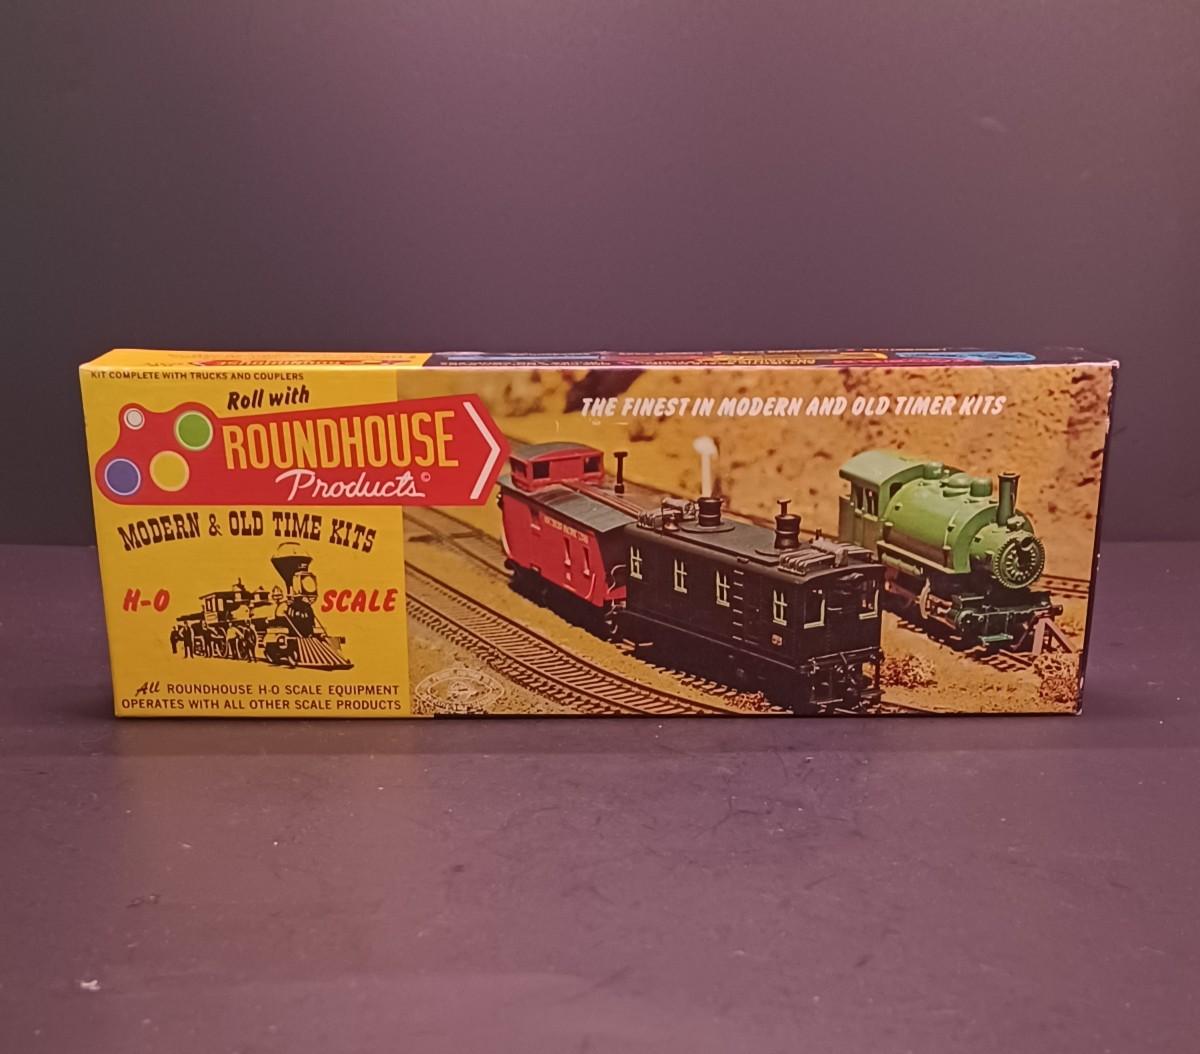 KIT COMPLETE WITH TRUCKS AND COUPLERS
Roll with
ROUNDHOUSE
Products©
MODERN & OLD TIME KITS
H-O SCALE
All ROUNDHOUSE H-O SCALE EQUIPMENT
OPERATES WITH ALL OTHER SCALE PRODUCTS
THE FINEST IN MODERN AND OLD TIMER KITS